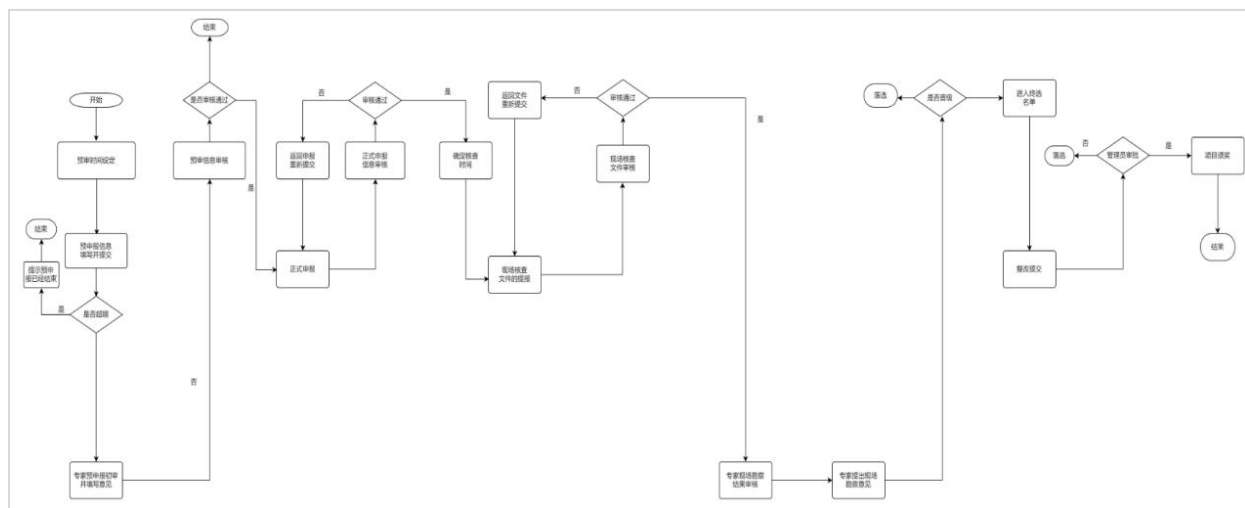 开始
预审时间设定
预申报信息
填写并提交
结束
提示预申
报已经结束
是
是否超期
专家预申报初审
并填写意见
否
预审信息审核
是否审核通过
结束
是
正式申报
返回申报
重新提交
否
审核通过
正式申报
信息审核
是
确定核查
时间
现场核查
文件的提报
返回文件
重新提交
否
审核通过
现场核查
文件审核
是
专家现场勘察
结果审核
专家提出现场
勘察意见
落选
是否晋级
进入终选
名单
整改提交
落选
否
管理员审批
是
项目颁奖
结束